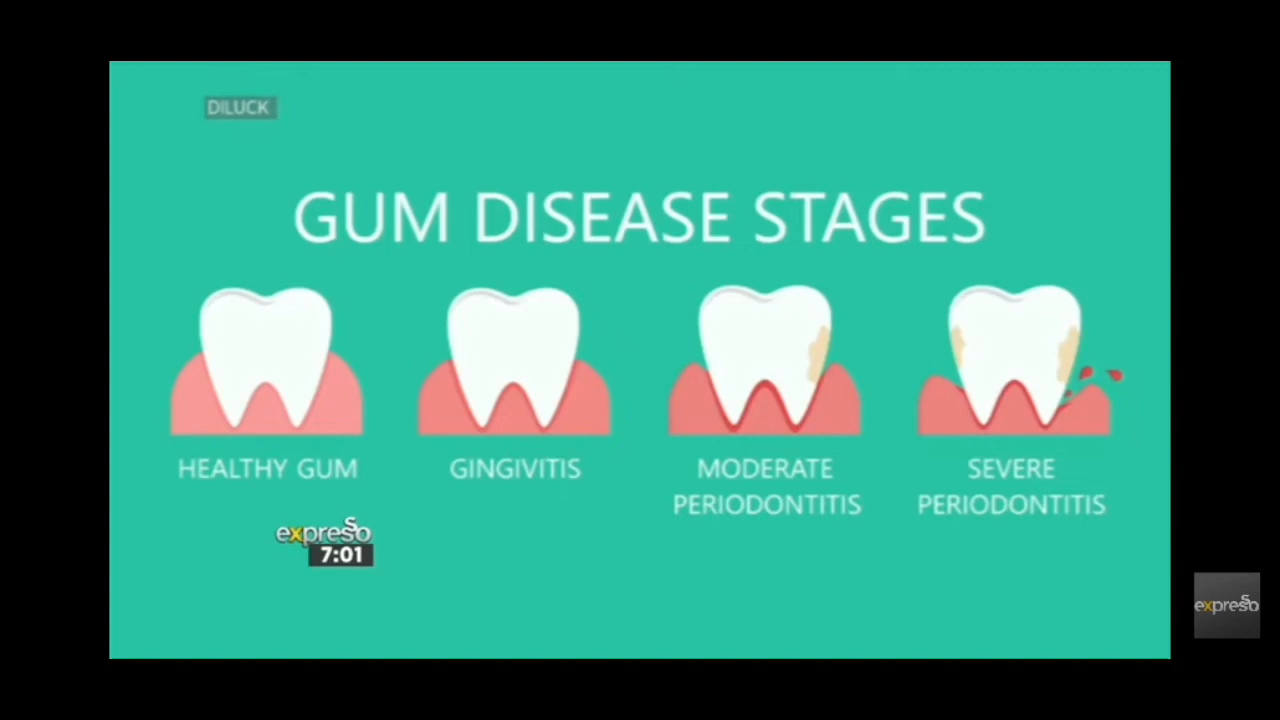 DILUCK
GUM DISEASE STAGES
HEALTHY GUM
GINGIVITIS
MODERATE
PERIODONTITIS
SEVERE
PERIODONTITIS
expresso
7:01
expresso